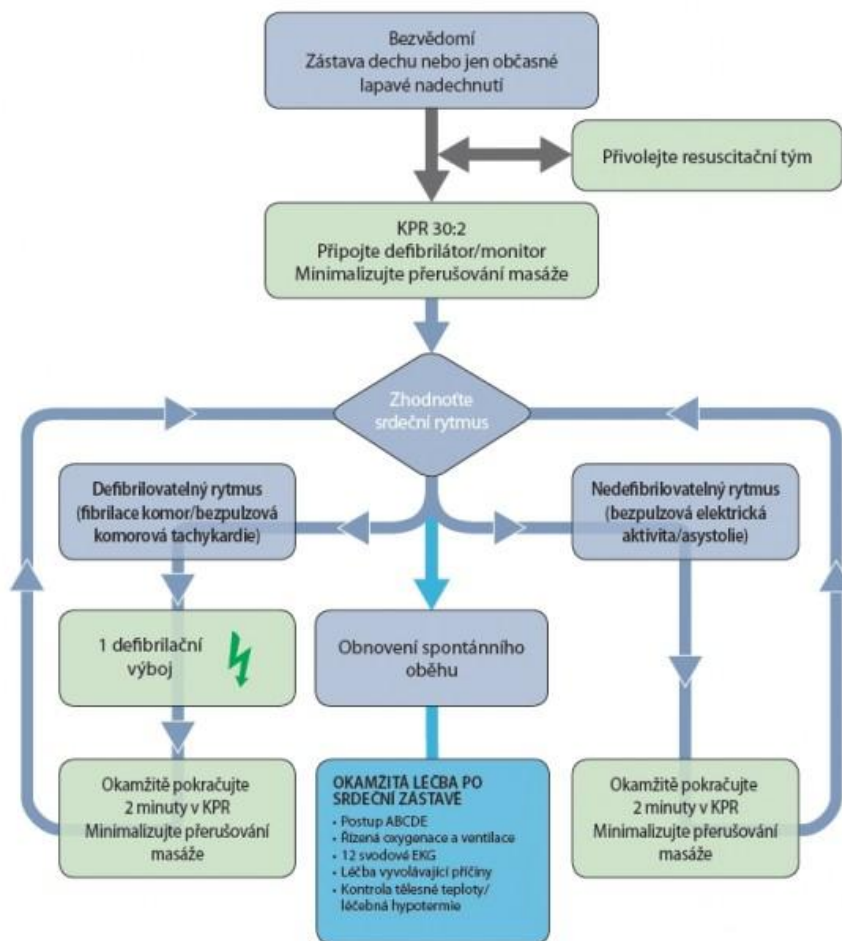 Bezvědomí
Zástava dechu nebo jen občasné
lapavé nadechnutí
Přivolejte resuscitační tým
KPR 30:2
Připojte defibrilátor/monitor
Minimalizujte přerušování masáže
Zhodnoťte
srdeční rytmus
Defibrilovatelný rytmus
(fibrilace komor/bezpulzová
komorová tachykardie)
Nedefibrilovatelný rytmus
(bezpulzová elektrická
aktivita/asystolie)
1 defibrilační
výboj
Obnovení spontánního
oběhu
Okamžitě pokračujte
2 minuty v KPR
Minimalizujte přerušování
masáže
OKAMŽITÁ LÉČBA PO
SRDEČNÍ ZÁSTAVĚ
• Postup ABCDE
• Řízená oxygenace a ventilace
• 12 svodové EKG
• Léčba vyvolávající příčiny
• Kontrola tělesné teploty/
léčebná hypotermie
Okamžitě pokračujte
2 minuty v KPR
Minimalizujte přerušování
masáže